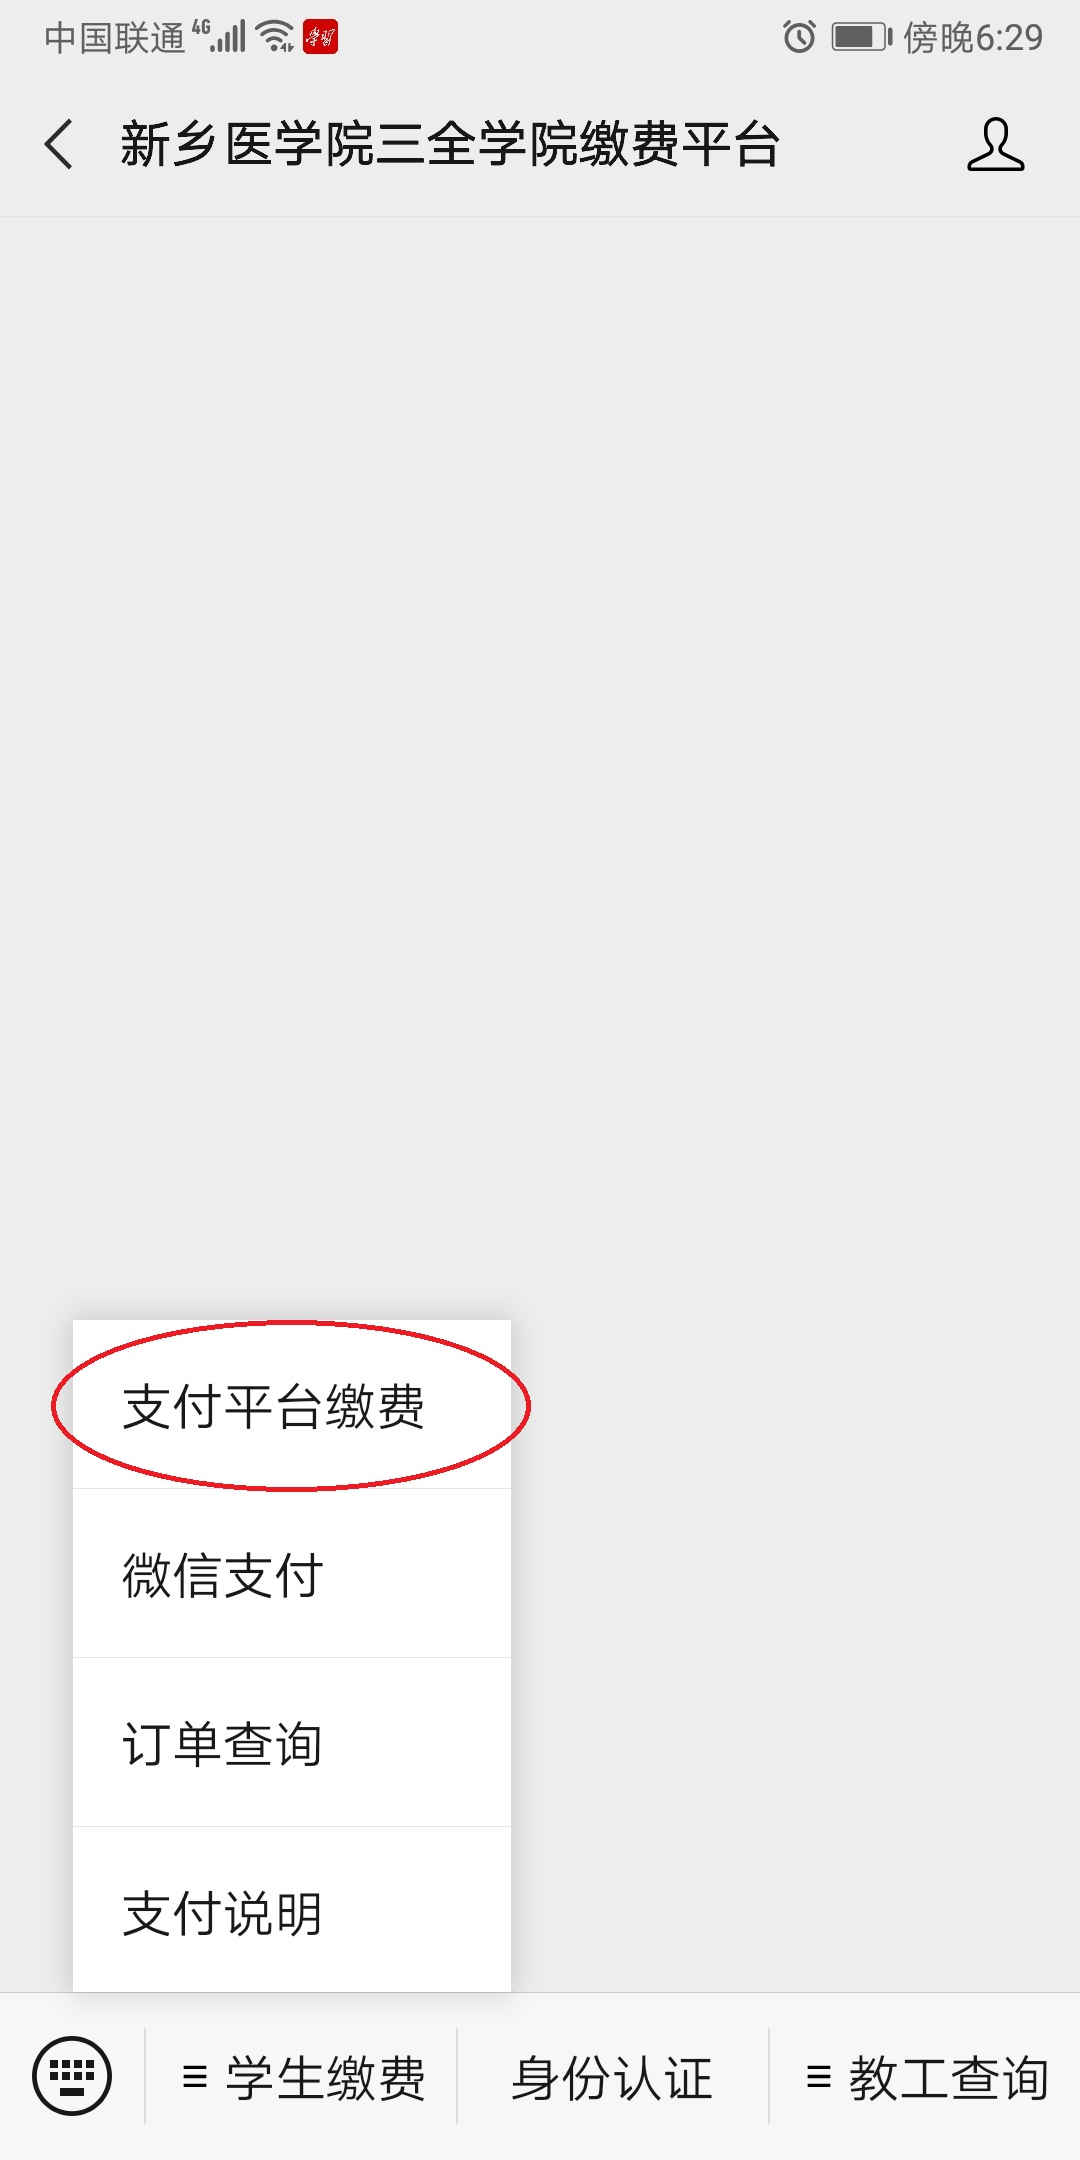 中国联通 4G 学习 傍晚6:29
新乡医学院三全学院缴费平台
支付平台缴费
微信支付
订单查询
支付说明
学生缴费 身份认证 教工查询